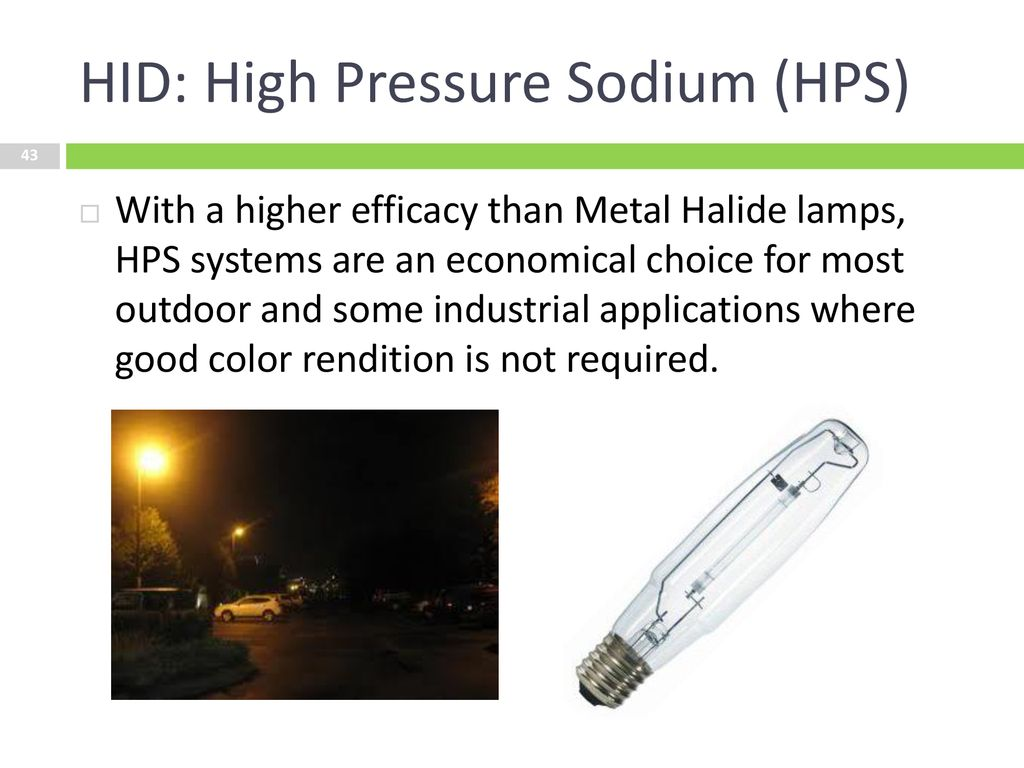 HID: High Pressure Sodium (HPS)
43
With a higher efficacy than Metal Halide lamps,
HPS systems are an economical choice for most
outdoor and some industrial applications where
good color rendition is not required.